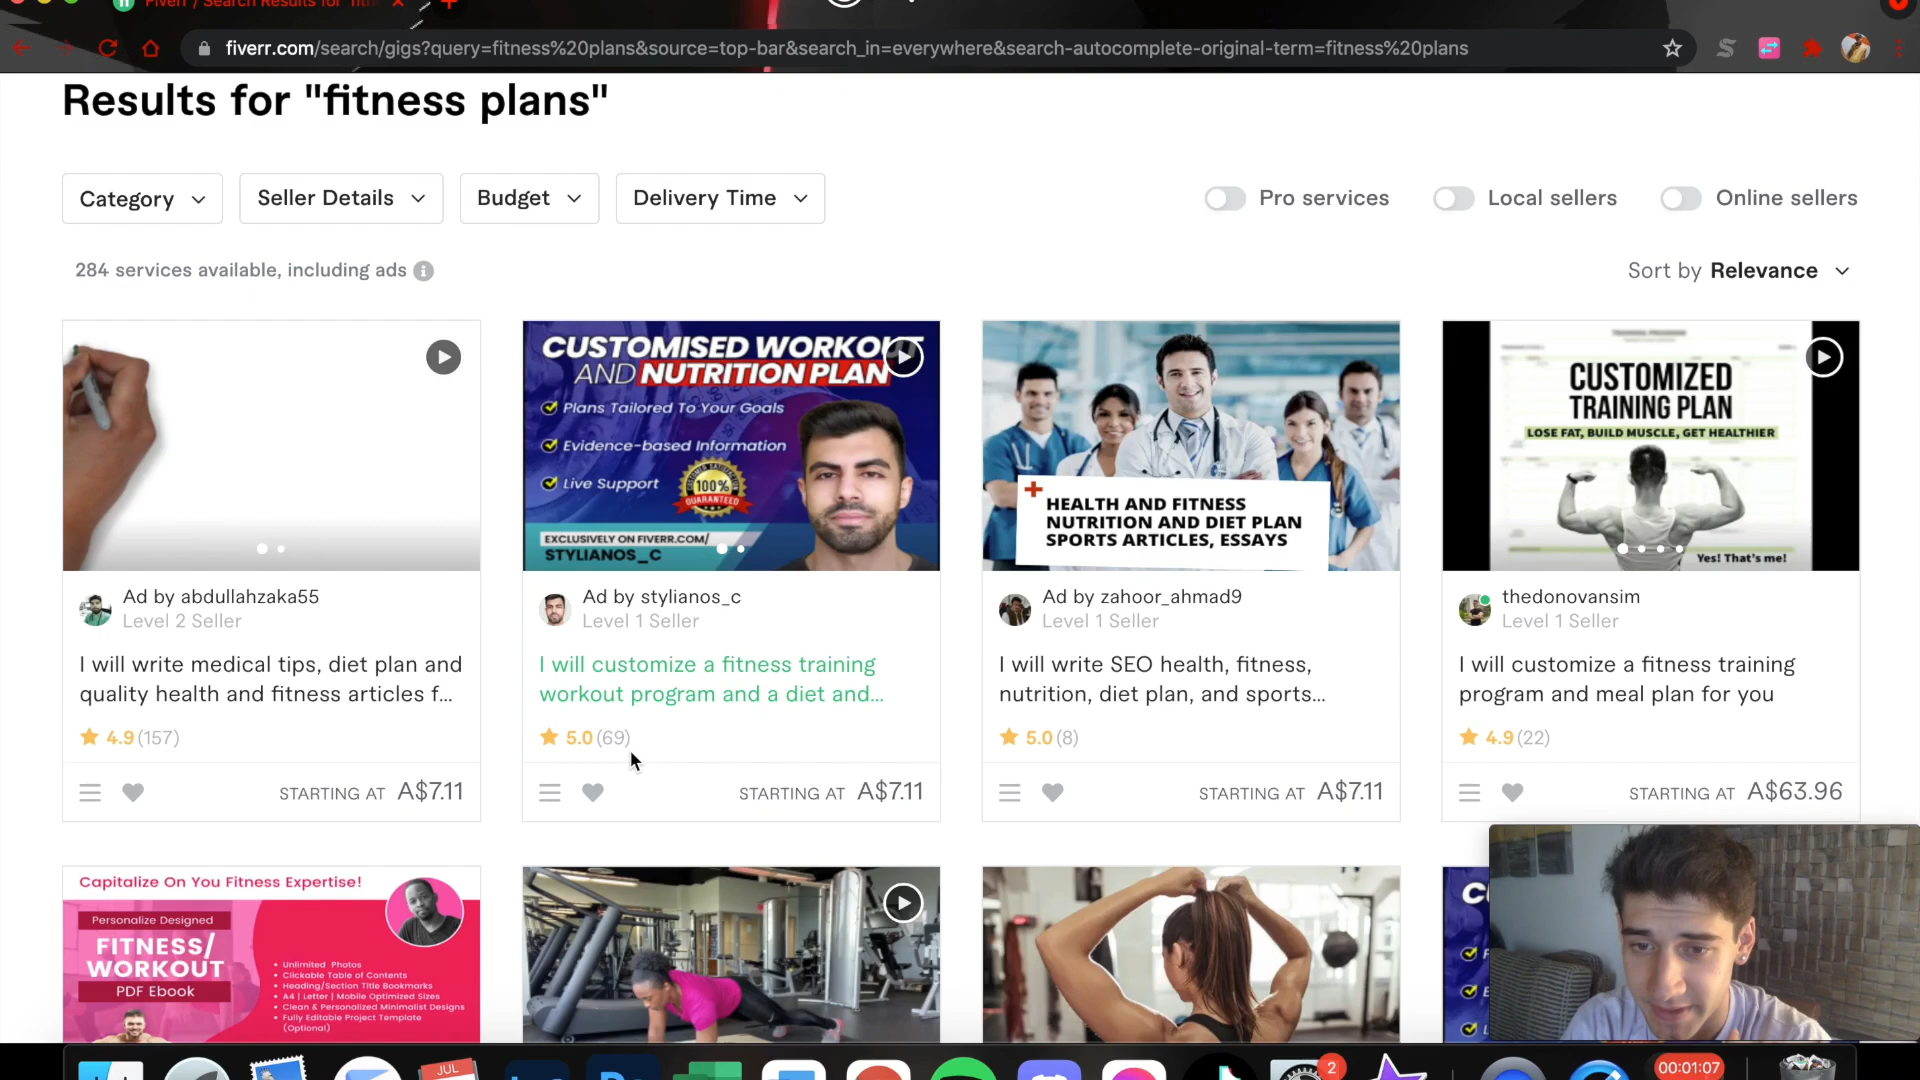 Fiverr / Search Results for 'fitn
fiverr.com/search/gigs?query=fitness%20plans&source=top-bar&search_in=everywhere&search-autocomplete-original-term=fitness%20plans
Results for "fitness plans"
Category
Seller Details
Budget
Delivery Time
Pro services
Local sellers
Online sellers
284 services available, including ads
Sort by Relevance
CUSTOMISED WORKOUT
AND NUTRITION PLAN
Plans Tailored To Your Goals
Evidence-based Information
Live Support
100%
GUARANTEED
EXCLUSIVELY ON FIVERR.COM/
STYLIANOS_C
HEALTH AND FITNESS
NUTRITION AND DIET PLAN
SPORTS ARTICLES, ESSAYS
CUSTOMIZED
TRAINING PLAN
LOSE FAT, BUILD MUSCLE, GET HEALTHIER
Yes! That's me!
Ad by abdullahzaka55
Level 2 Seller
I will write medical tips, diet plan and
quality health and fitness articles f...
4.9 (157)
STARTING AT A$7.11
Ad by stylianos_c
Level 1 Seller
I will customize a fitness training
workout program and a diet and...
5.0 (69)
STARTING AT A$7.11
Ad by zahoor_ahmad9
Level 1 Seller
I will write SEO health, fitness,
nutrition, diet plan, and sports...
5.0 (8)
STARTING AT A$7.11
thedonovansim
Level 1 Seller
I will customize a fitness training
program and meal plan for you
4.9 (22)
STARTING AT A$63.96
Capitalize On You Fitness Expertise!
Personalize Designed
FITNESS/
WORKOUT
PDF Ebook
Unlimited Photos
Clickable Table of Contents
Heading/Section Title Bookmarks
A4 | Letter | Mobile Optimized Sizes
Clean & Personalized Minimalist Designs
Fully Editable Project Template
(Optional)
JUL
2
00:01:07